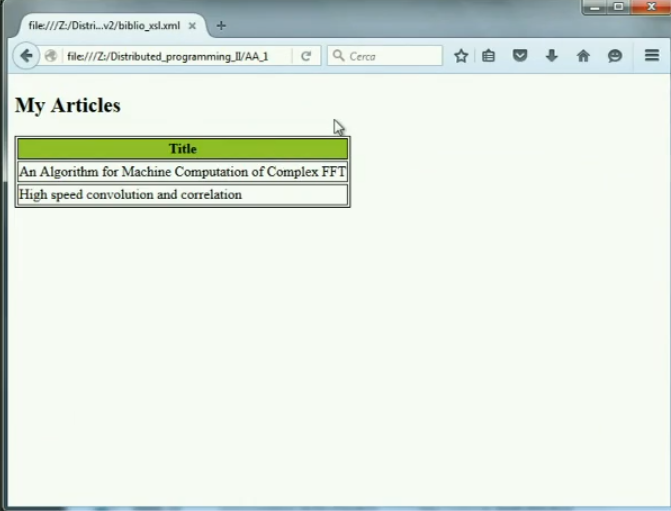 file:///Z:/Distri...v2/biblio_xsl.xml
file:///Z:/Distributed_programming_II/AA_1
Cerca
My Articles
Title
An Algorithm for Machine Computation of Complex FFT
High speed convolution and correlation